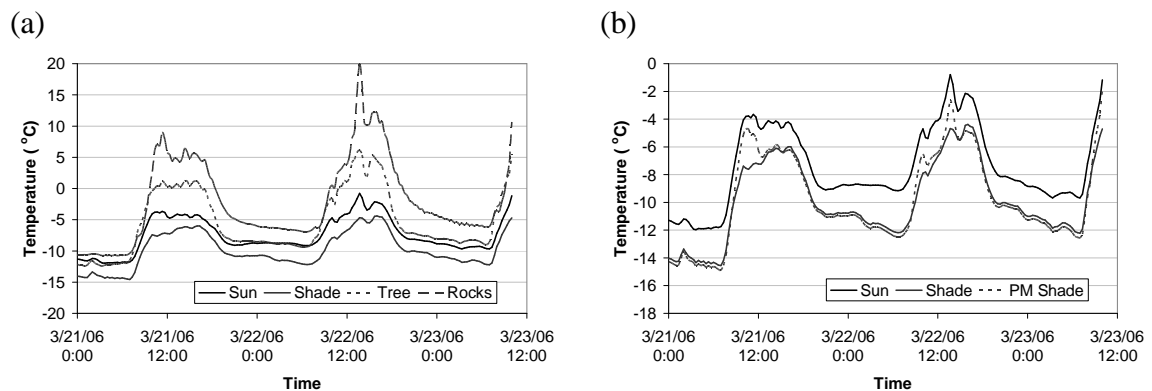 (a)
Temperature ( °C)
20
15
10
5
0
-5
-10
-15
-20
Sun Shade Tree Rocks
3/21/06 3/21/06 3/22/06 3/22/06 3/23/06 3/23/06
0:00 12:00 0:00 12:00 0:00 12:00
Time
(b)
Temperature ( °C)
0
-2
-4
-6
-8
-10
-12
-14
-16
-18
Sun Shade PM Shade
3/21/06 3/21/06 3/22/06 3/22/06 3/23/06 3/23/06
0:00 12:00 0:00 12:00 0:00 12:00
Time